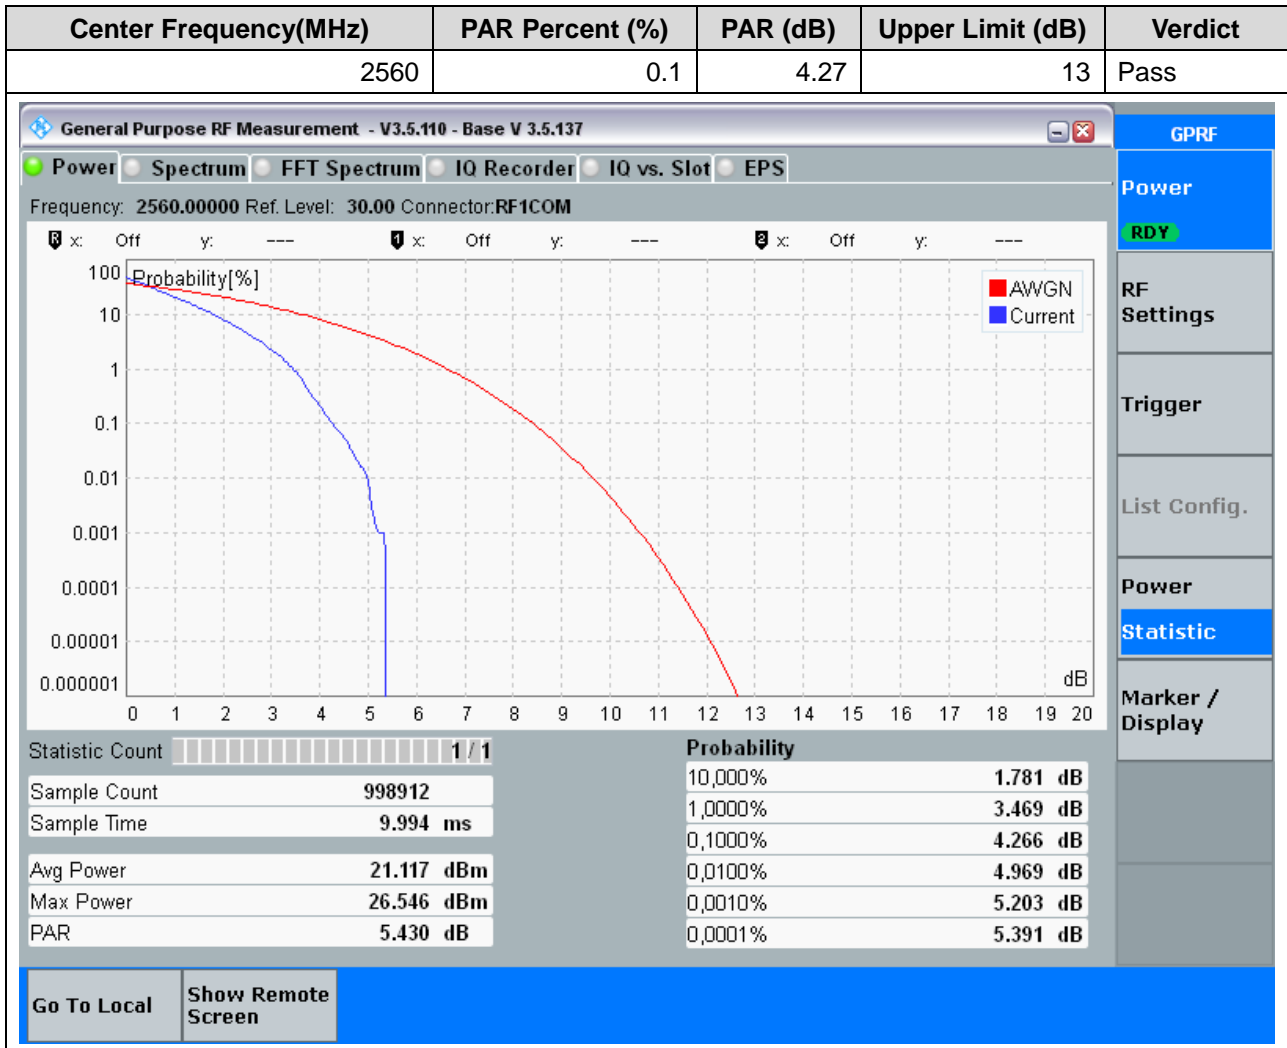 Center Frequency(MHz) PAR Percent (%) PAR (dB) Upper Limit (dB) Verdict
2560 0.1 4.27 13 Pass
General Purpose RF Measurement - V3.5.110 - Base V 3.5.137
GPRF
Power Spectrum FFT Spectrum IQ Recorder IQ vs. Slot EPS
Frequency: 2560.00000 Ref. Level: 30.00 Connector:RF1COM
R x: Off y: --- 1 x: Off y: --- 2 x: Off y: ---
Power
RDY
RF
Settings
Trigger
List Config.
Power
Statistic
Marker /
Display
Probability[%]
AWGN
Current
100
10
1
0.1
0.01
0.001
0.0001
0.00001
0.000001
dB
0 1 2 3 4 5 6 7 8 9 10 11 12 13 14 15 16 17 18 19 20
Statistic Count 1 / 1
Sample Count 998912
Sample Time 9.994 ms
Avg Power 21.117 dBm
Max Power 26.546 dBm
PAR 5.430 dB
Probability
10,000% 1.781 dB
1,0000% 3.469 dB
0,1000% 4.266 dB
0,0100% 4.969 dB
0,0010% 5.203 dB
0,0001% 5.391 dB
Go To Local
Show Remote
Screen